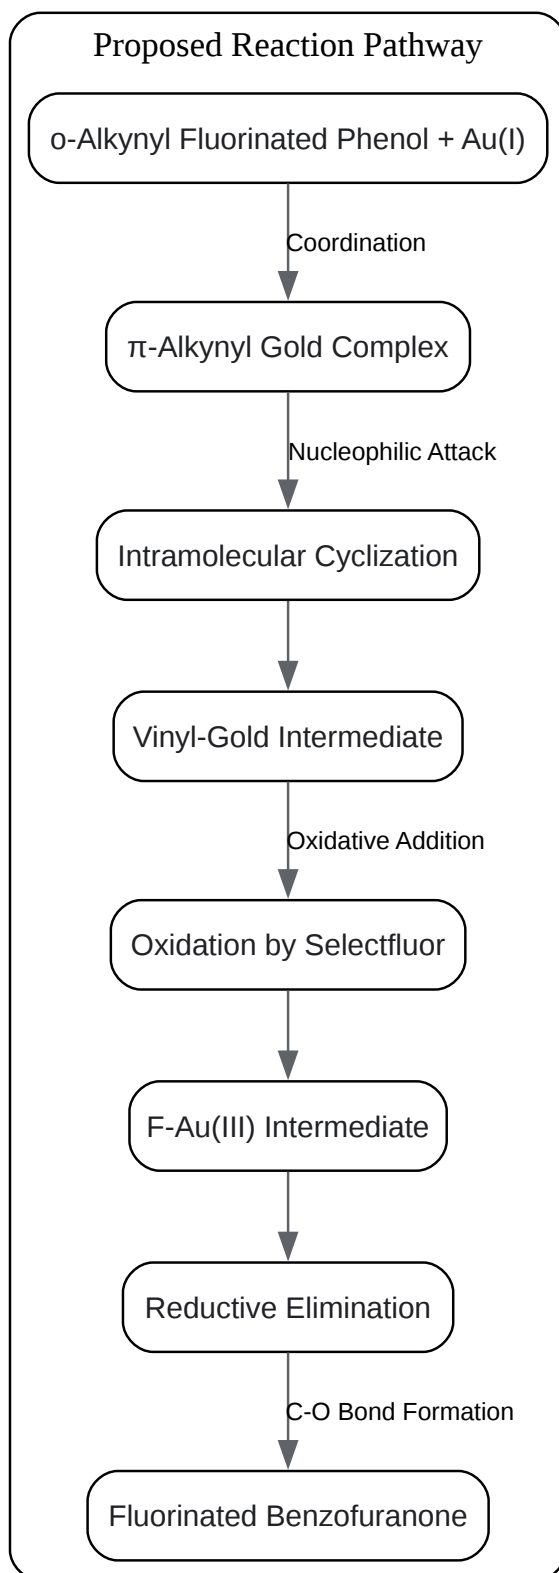 Proposed Reaction Pathway
o-Alkynyl Fluorinated Phenol + Au(I)
Coordination
π-Alkynyl Gold Complex
Nucleophilic Attack
Intramolecular Cyclization
Vinyl-Gold Intermediate
Oxidative Addition
Oxidation by Selectfluor
F-Au(III) Intermediate
Reductive Elimination
C-O Bond Formation
Fluorinated Benzofuranone